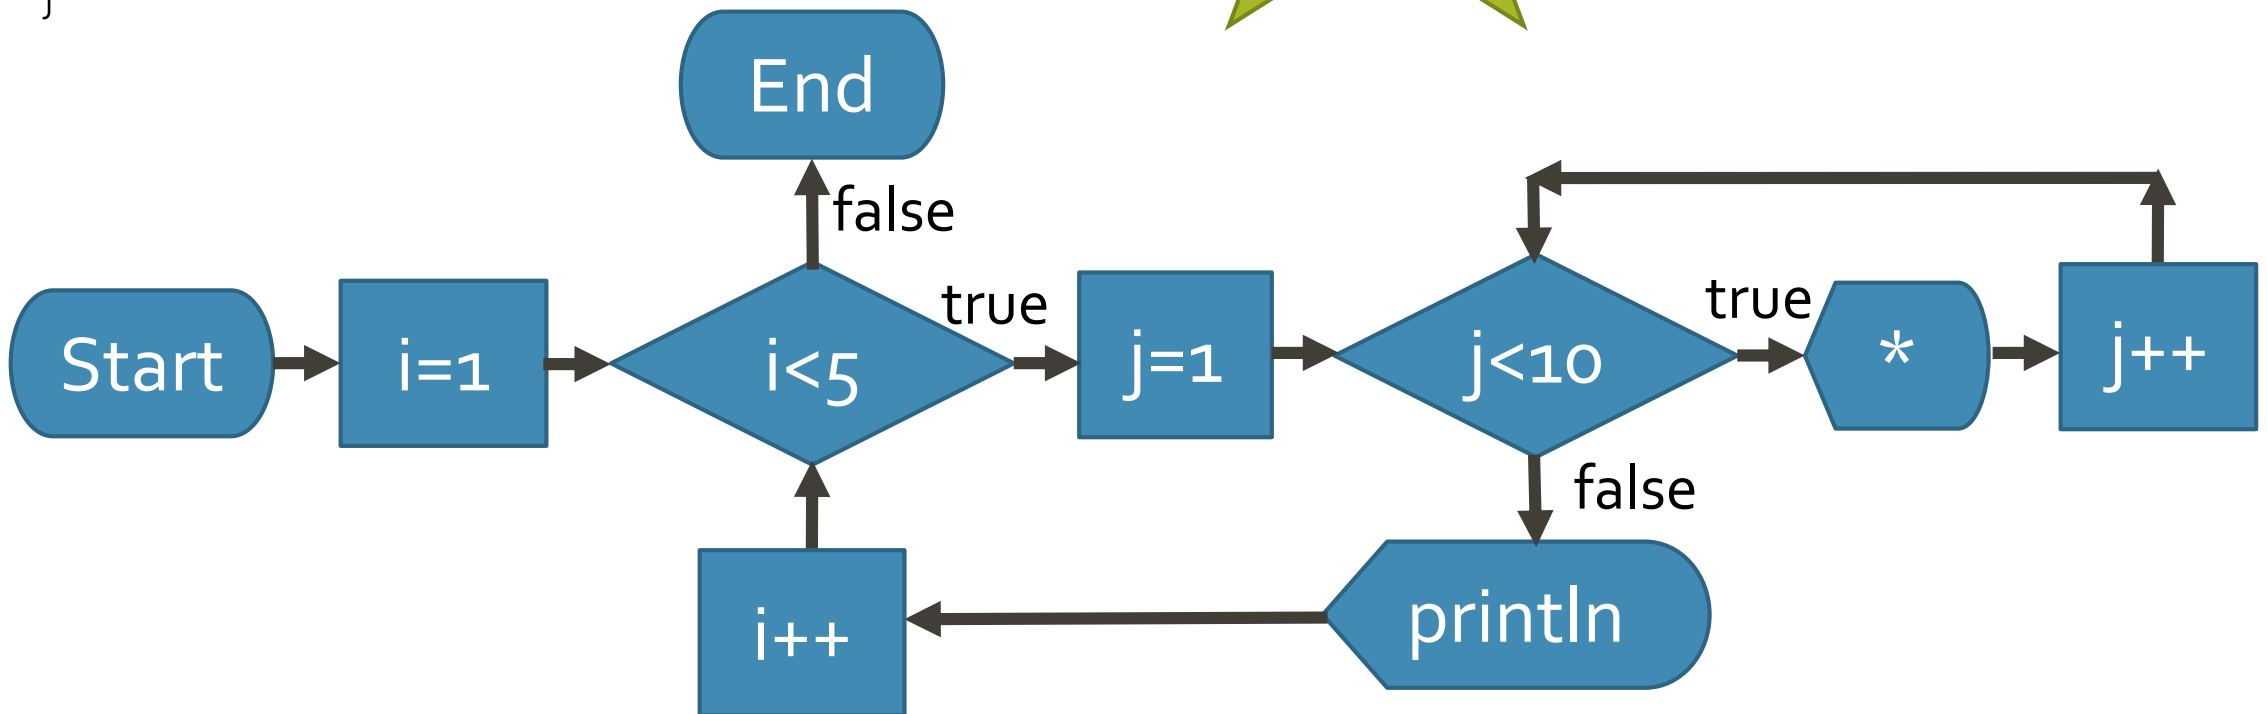 }
End
false
Start
i=1
i<5
true
j=1
j<10
true
*
j++
false
println
i++